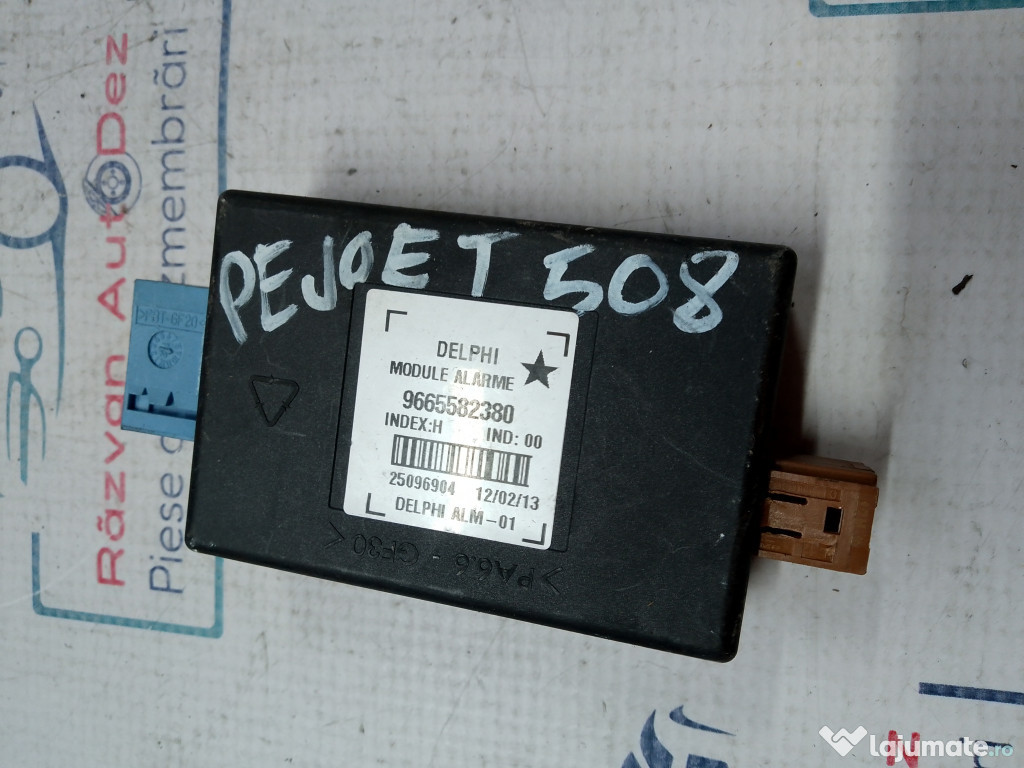 PEJOET 508
DELPHI
MODULE ALARME
9665582380
INDEX:H IND: 00
25096904 12/02/13
DELPHI ALM-01
>PA6.6 - GF30<
Răzvan AutoDez
Piese
zmembrări
lajumate.ro